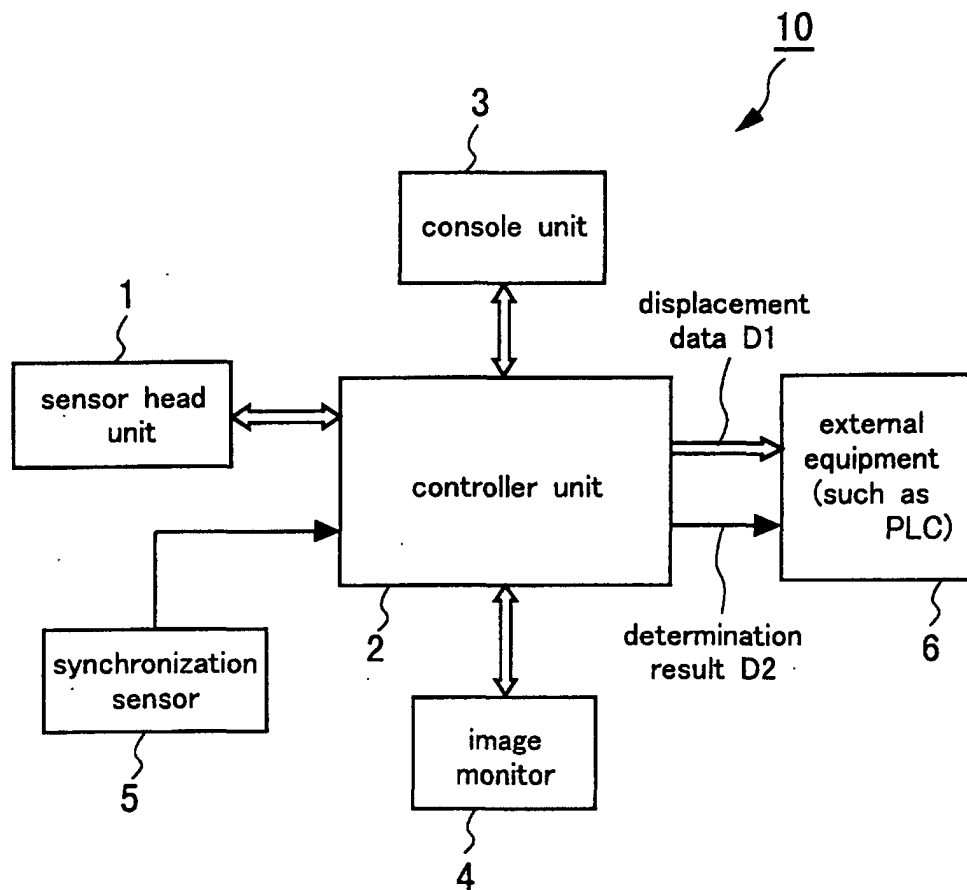 10
3
console unit
1
sensor head
unit
displacement
data D1
controller unit
external
equipment
(such as
PLC)
2
determination
result D2
6
synchronization
sensor
5
image
monitor
4